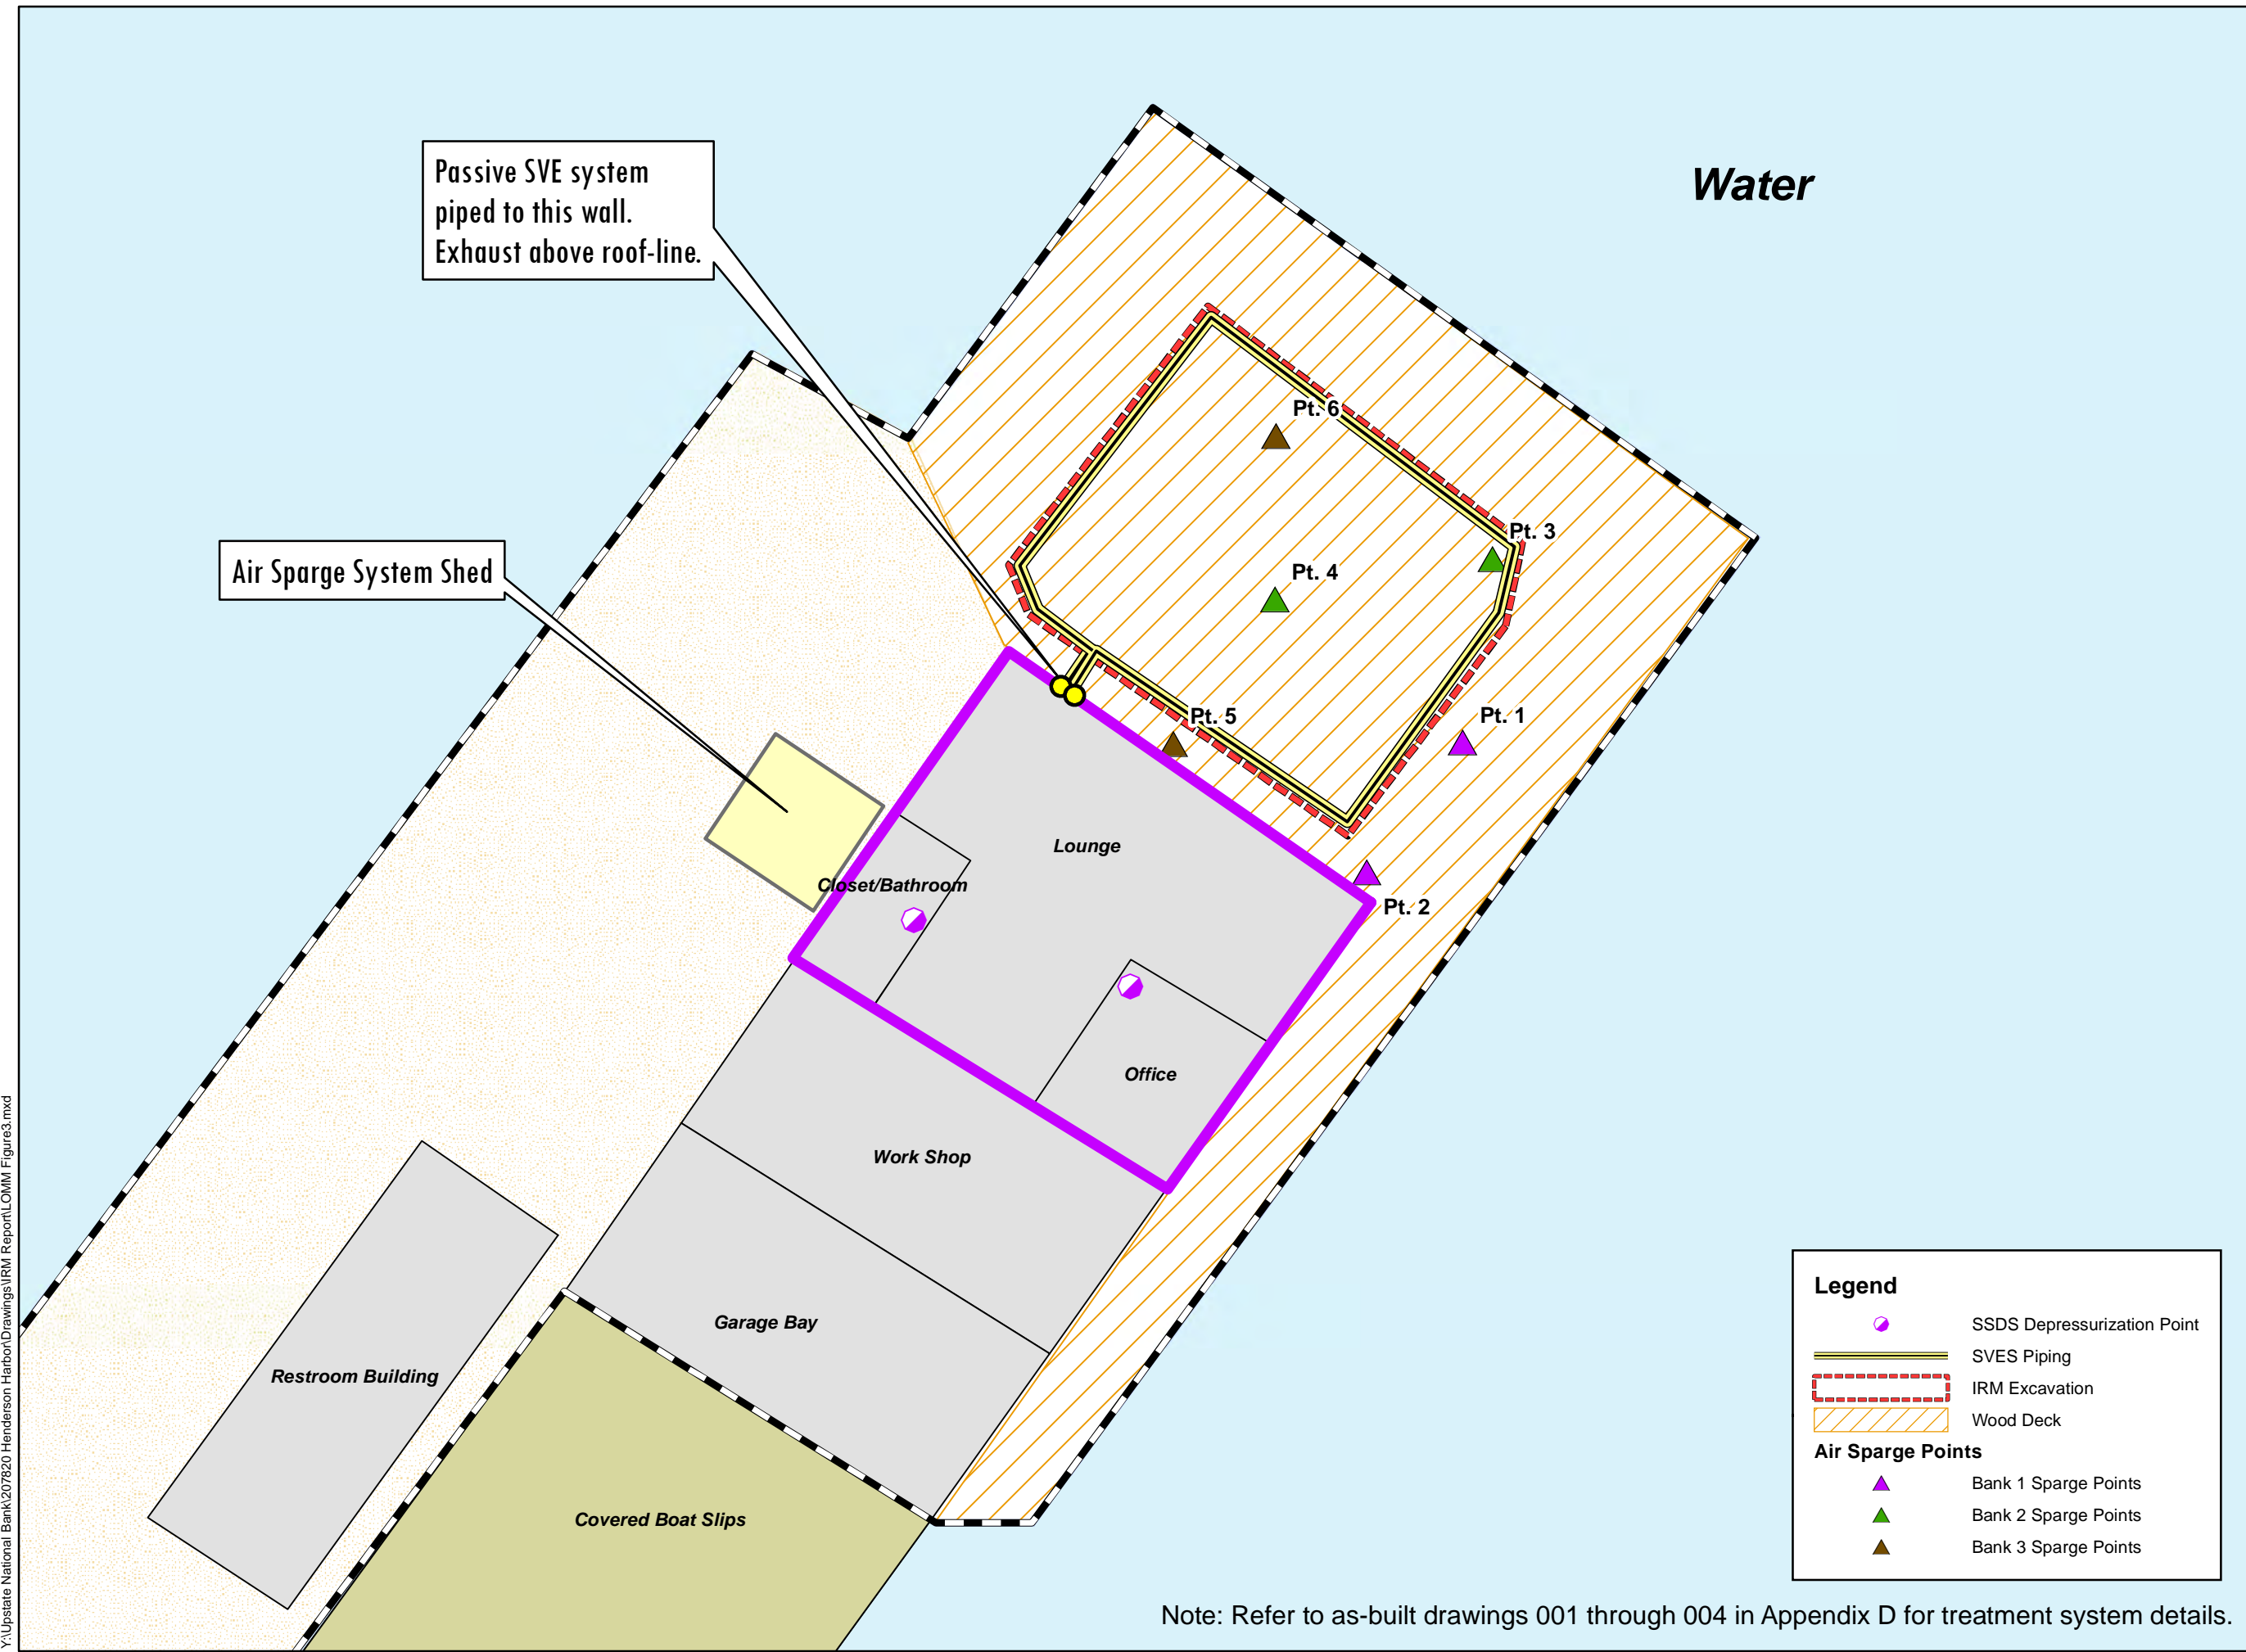 Water
Passive SVE system
piped to this wall.
Exhaust above roof-line.
Pt. 6
Pt. 3
Air Sparge System Shed
Pt. 4
Pt. 5
Pt. 1
Lounge
Closet/Bathroom
Pt. 2
Office
Work Shop
Garage Bay
Restroom Building
Covered Boat Slips
Legend
SSDS Depressurization Point
SVES Piping
IRM Excavation
Wood Deck
Air Sparge Points
Bank 1 Sparge Points
Bank 2 Sparge Points
Bank 3 Sparge Points
Note: Refer to as-built drawings 001 through 004 in Appendix D for treatment system details.
Y:\Upstate National Bank\207820 Henderson Harbor\Drawings\IRM Report\LOMM Figure3.mxd